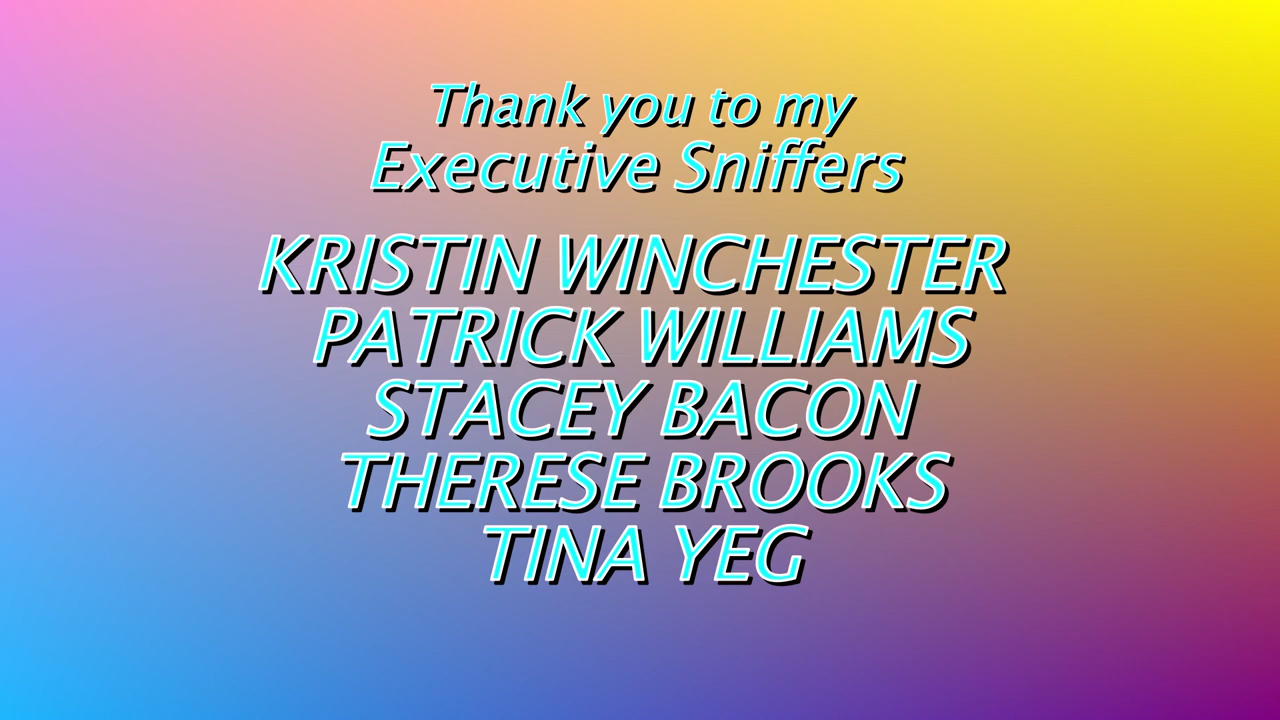 Thank you to my
Executive Sniffers
KRISTIN WINCHESTER
PATRICK WILLIAMS
STACEY BACON
THERESE BROOKS
TINA YEG